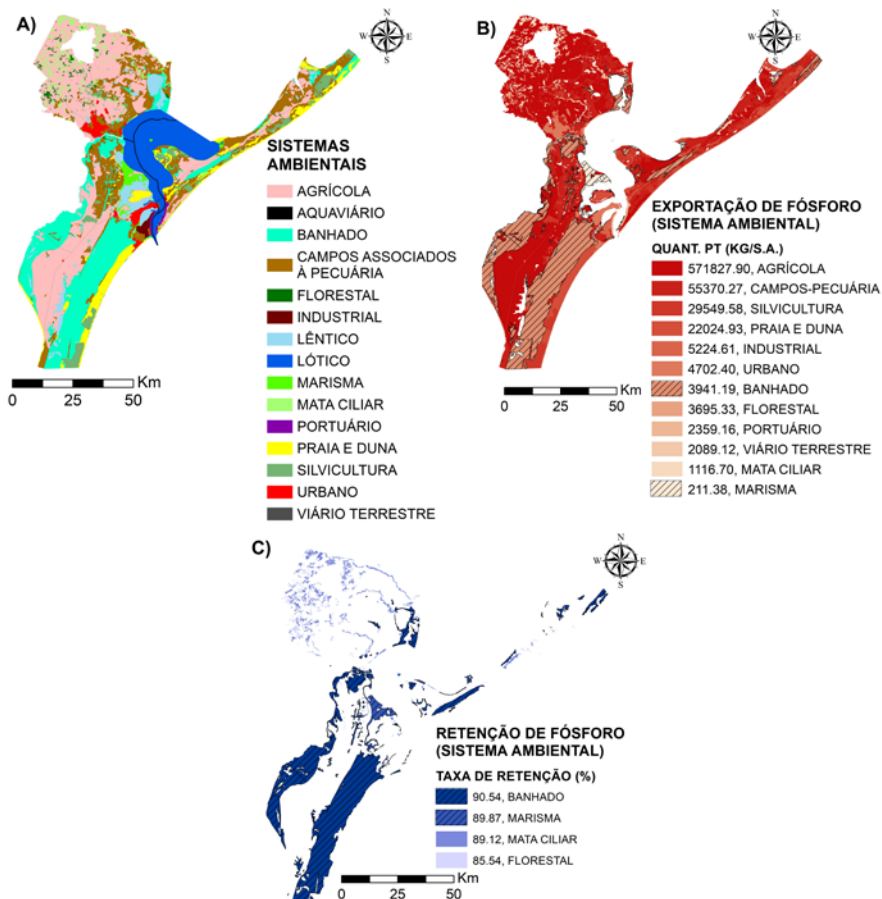 A)
N
W E
S
SISTEMAS
AMBIENTAIS
AGRÍCOLA
AQUAVIÁRIO
BANHADO
CAMPOS ASSOCIADOS
À PECUÁRIA
FLORESTAL
INDUSTRIAL
LÊNTICO
LÓTICO
MARISMA
MATA CILIAR
PORTUÁRIO
PRAIA E DUNA
SILVICULTURA
URBANO
VIÁRIO TERRESTRE
Km
0 25 50
B)
N
W E
S
EXPORTAÇÃO DE FÓSFORO
(SISTEMA AMBIENTAL)
QUANT. PT (KG/S.A.)
571827.90, AGRÍCOLA
55370.27, CAMPOS-PECUÁRIA
29549.58, SILVICULTURA
22024.93, PRAIA E DUNA
5224.61, INDUSTRIAL
4702.40, URBANO
3941.19, BANHADO
3695.33, FLORESTAL
2359.16, PORTUÁRIO
2089.12, VIÁRIO TERRESTRE
1116.70, MATA CILIAR
211.38, MARISMA
Km
0 25 50
C)
N
W E
S
RETENÇÃO DE FÓSFORO
(SISTEMA AMBIENTAL)
TAXA DE RETENÇÃO (%)
90.54, BANHADO
89.87, MARISMA
89.12, MATA CILIAR
85.54, FLORESTAL
Km
0 25 50